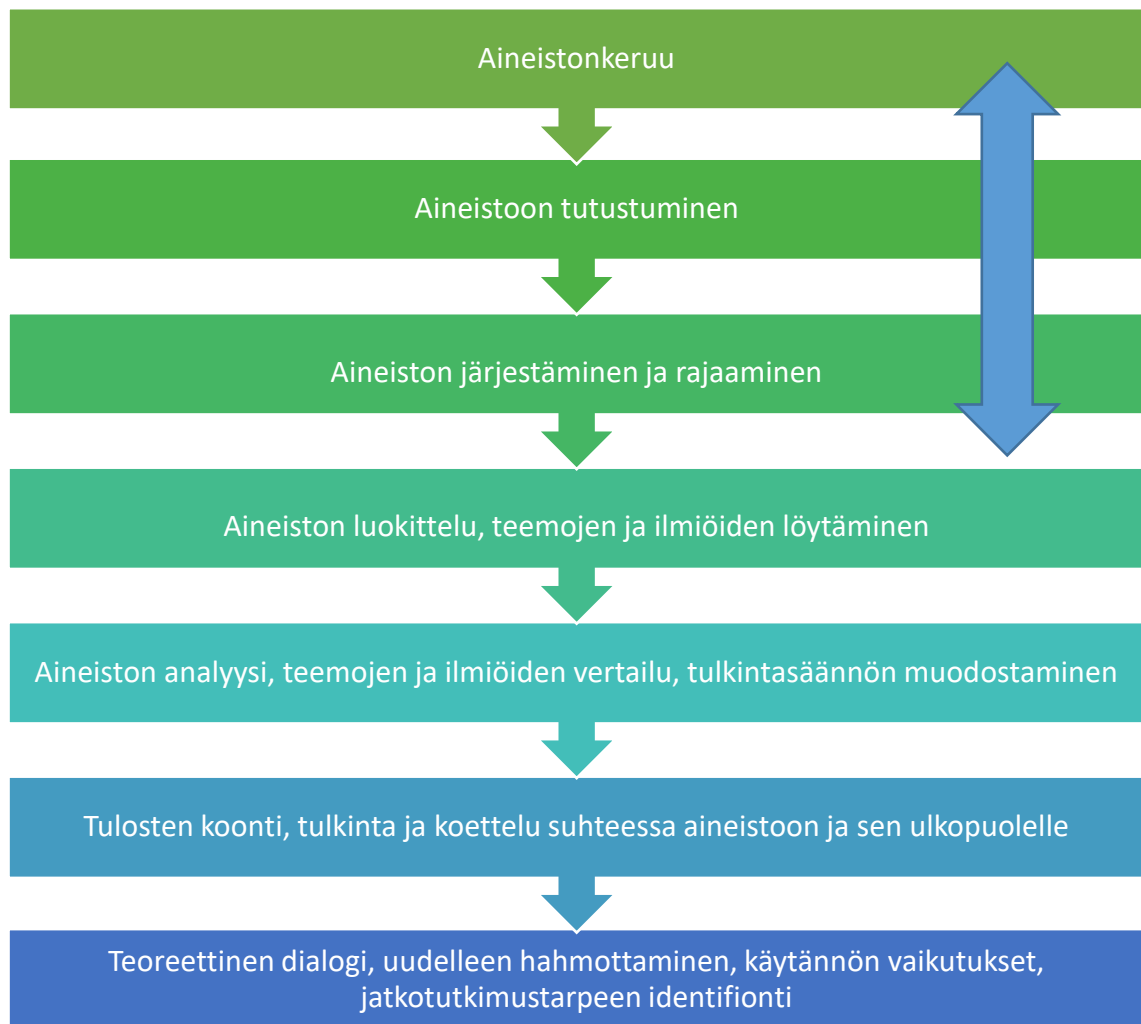 Aineistonkeruu
Aineistoon tutustuminen
Aineiston järjestäminen ja rajaaminen
Aineiston luokittelu, teemojen ja ilmiöiden löytäminen
Aineiston analyysi, teemojen ja ilmiöiden vertailu, tulkintasäännön muodostaminen
Tulosten koonti, tulkinta ja koettelu suhteessa aineistoon ja sen ulkopuolelle
Teoreettinen dialogi, uudelleen hahmottaminen, käytännön vaikutukset,
jatkotutkimustarpeen identifionti